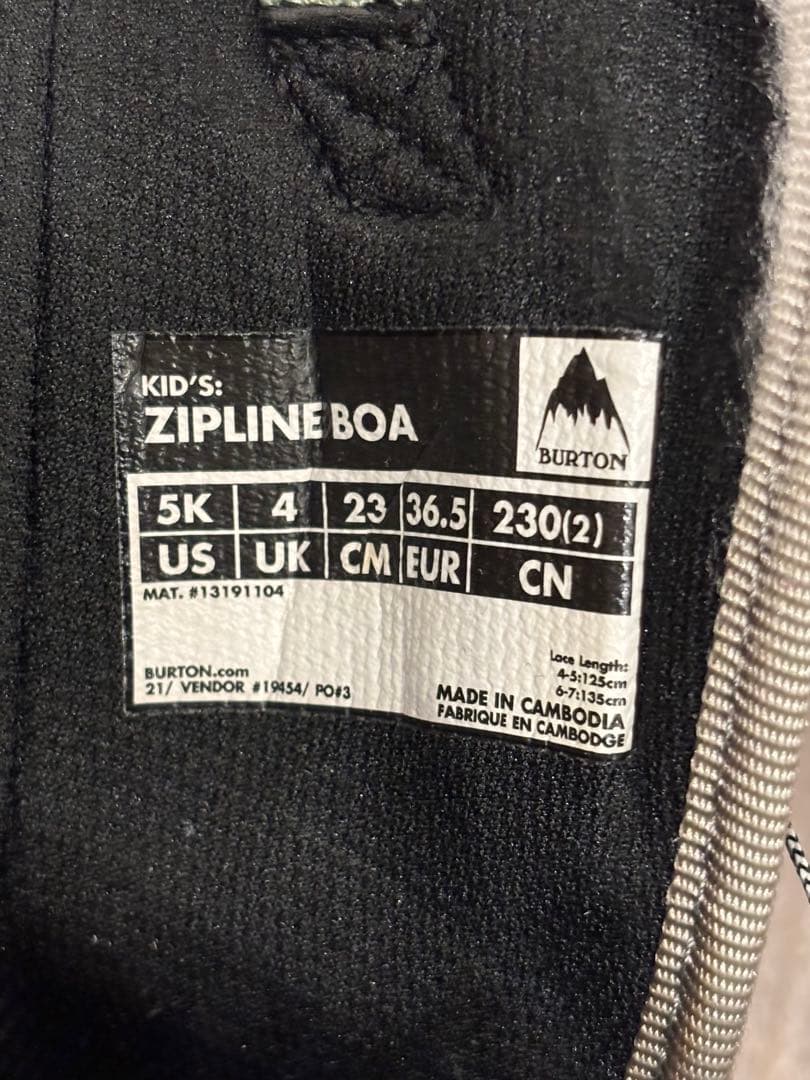 KID'S:
ZIPLINE BOA
BURTON
5K 4 23 36.5 230(2)
US UK CM EUR CN
MAT. #13191104
BURTON.com
21/ VENDOR #19454/ PO#3
Lace Length:
4-5:125cm
6-7:135cm
MADE IN CAMBODIA
FABRIQUE EN CAMBODGE